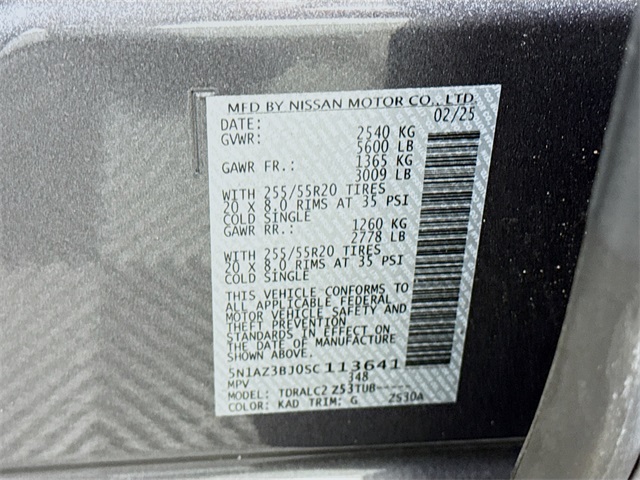 MFD BY NISSAN MOTOR CO., LTD.
DATE: 02/25
GVWR: 2540 KG
5600 LB
GAWR FR.: 1365 KG
3009 LB
WITH 255/55R20 TIRES
20 X 8.0 RIMS AT 35 PSI
COLD SINGLE
GAWR RR.: 1260 KG
2778 LB
WITH 255/55R20 TIRES
20 X 8.0 RIMS AT 35 PSI
COLD SINGLE
THIS VEHICLE CONFORMS TO
ALL APPLICABLE FEDERAL
MOTOR VEHICLE SAFETY AND
THEFT PREVENTION
STANDARDS IN EFFECT ON
THE DATE OF MANUFACTURE
SHOWN ABOVE.
5N1AZ3BJ0SC113641
MPV 348
MODEL: TDRALC2 Z53TUB-----
COLOR: KAD TRIM: G Z530A